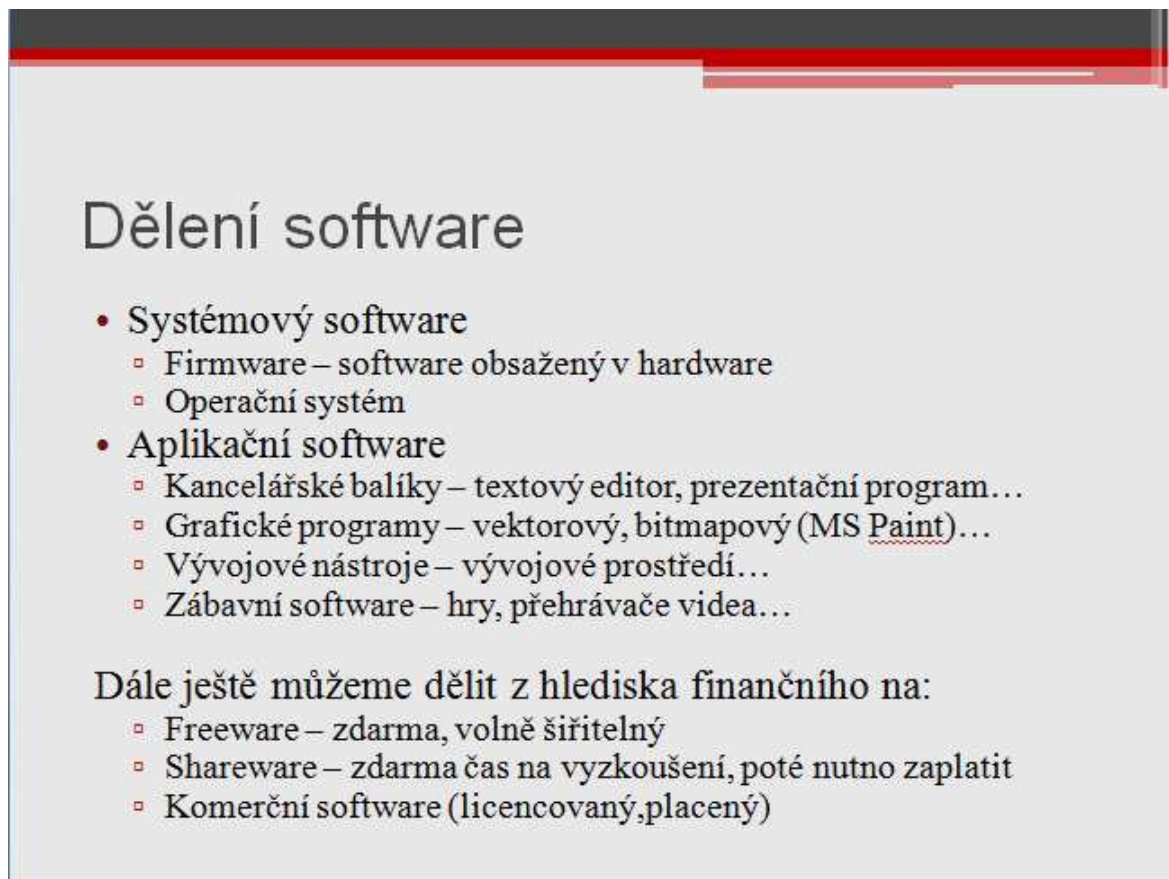 Dělení software
• Systémový software
▫ Firmware – software obsažený v hardware
▫ Operační systém
• Aplikační software
▫ Kancelářské balíky – textový editor, prezentační program…
▫ Grafické programy – vektorový, bitmapový (MS Paint)…
▫ Vývojové nástroje – vývojové prostředí…
▫ Zábavní software – hry, přehrávače videa…
Dále ještě můžeme dělit z hlediska finančního na:
▫ Freeware – zdarma, volně šiřitelný
▫ Shareware – zdarma čas na vyzkoušení, poté nutno zaplatit
▫ Komerční software (licencovaný,placený)